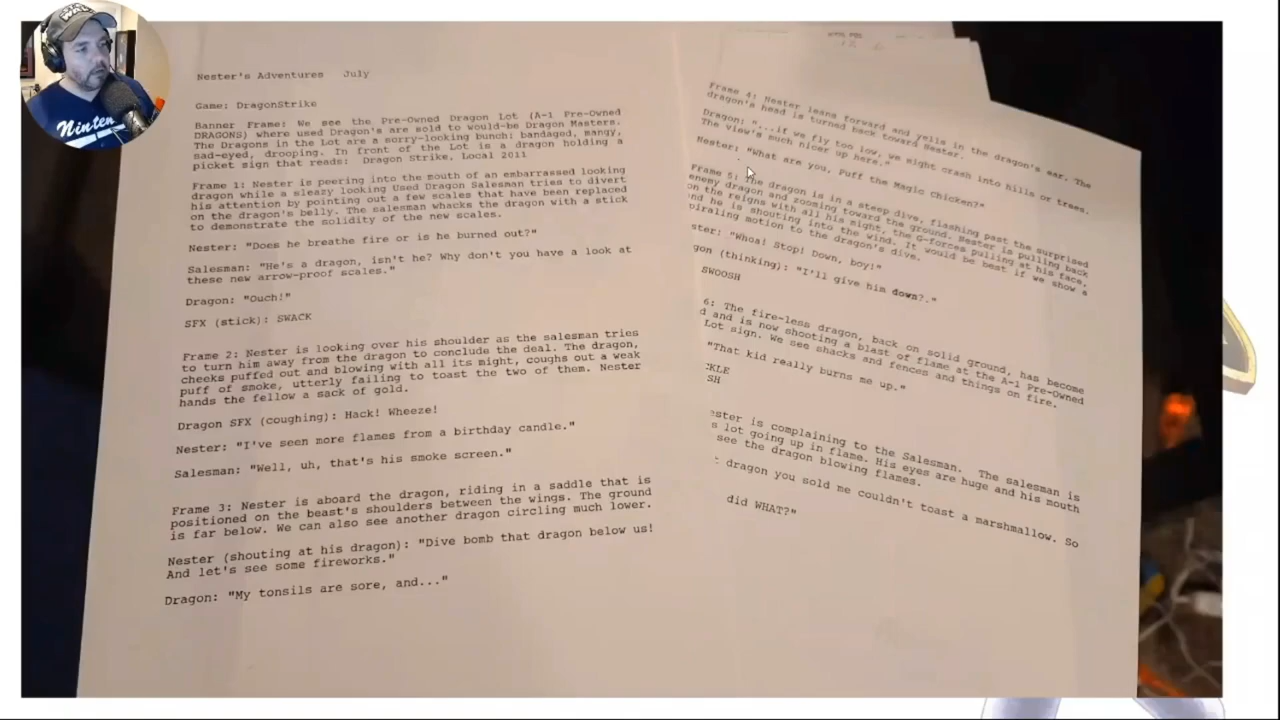 Ninten
Nester's Adventures July
Game: DragonStrike
Banner Frame: We see the Pre-Owned Dragon Lot (A-1 Pre-Owned
DRAGONS) where used Dragon's are sold to would-be Dragon Masters.
The Dragons in the Lot are a sorry-looking bunch: bandaged, mangy,
sad-eyed, drooping. In front of the Lot is a dragon holding a
picket sign that reads: Dragon Strike, Local 2011
Frame 1: Nester is peering into the mouth of an embarrassed looking
dragon while a sleazy looking Used Dragon Salesman tries to divert
his attention by pointing out a few scales that have been replaced
on the dragon's belly. The salesman whacks the dragon with a stick
to demonstrate the solidity of the new scales.
Nester: "Does he breathe fire or is he burned out?"
Salesman: "He's a dragon, isn't he? Why don't you have a look at
these new arrow-proof scales."
Dragon: "Ouch!"
SFX (stick): SWACK
Frame 2: Nester is looking over his shoulder as the salesman tries
to turn him away from the dragon to conclude the deal. The dragon,
cheeks puffed out and blowing with all its might, coughs out a weak
puff of smoke, utterly failing to toast the two of them. Nester
hands the fellow a sack of gold.
Dragon SFX (coughing): Hack! Wheeze!
Nester: "I've seen more flames from a birthday candle."
Salesman: "Well, uh, that's his smoke screen."
Frame 3: Nester is aboard the dragon, riding in a saddle that is
positioned on the beast's shoulders between the wings. The ground
is far below. We can also see another dragon circling much lower.
Nester (shouting at his dragon): "Dive bomb that dragon below us!
And let's see some fireworks."
Dragon: "My tonsils are sore, and..."
Frame 4: Nester leans forward and yells in the dragon's ear. The
dragon's head is turned back toward Nester.
Dragon: "...if we fly too low, we might crash into hills or trees.
The view's much nicer up here."
Nester: "What are you, Puff the Magic chicken?"
Frame 5: The dragon is in a steep dive, flashing past the surprised
enemy dragon and zooming toward the ground. Nester is pulling back
on the reigns with all his might, the G-forces pulling at his face,
nd he is shouting into the wind. It would be best if we show a
piraling motion to the dragon's dive.
ster: "Whoa! Stop! Down, boy!"
gon (thinking): "I'll give him down?."
SWOOSH
6: The fire-less dragon, back on solid ground, has become
d and is now shooting a blast of flame at the A-1 Pre-Owned
Lot sign. We see shacks and fences and things on fire.
"That kid really burns me up."
CKLE
SH
ster is complaining to the Salesman. The salesman is
s lot going up in flame. His eyes are huge and his mouth
see the dragon blowing flames.
dragon you sold me couldn't toast a marshmallow. So
did WHAT?"